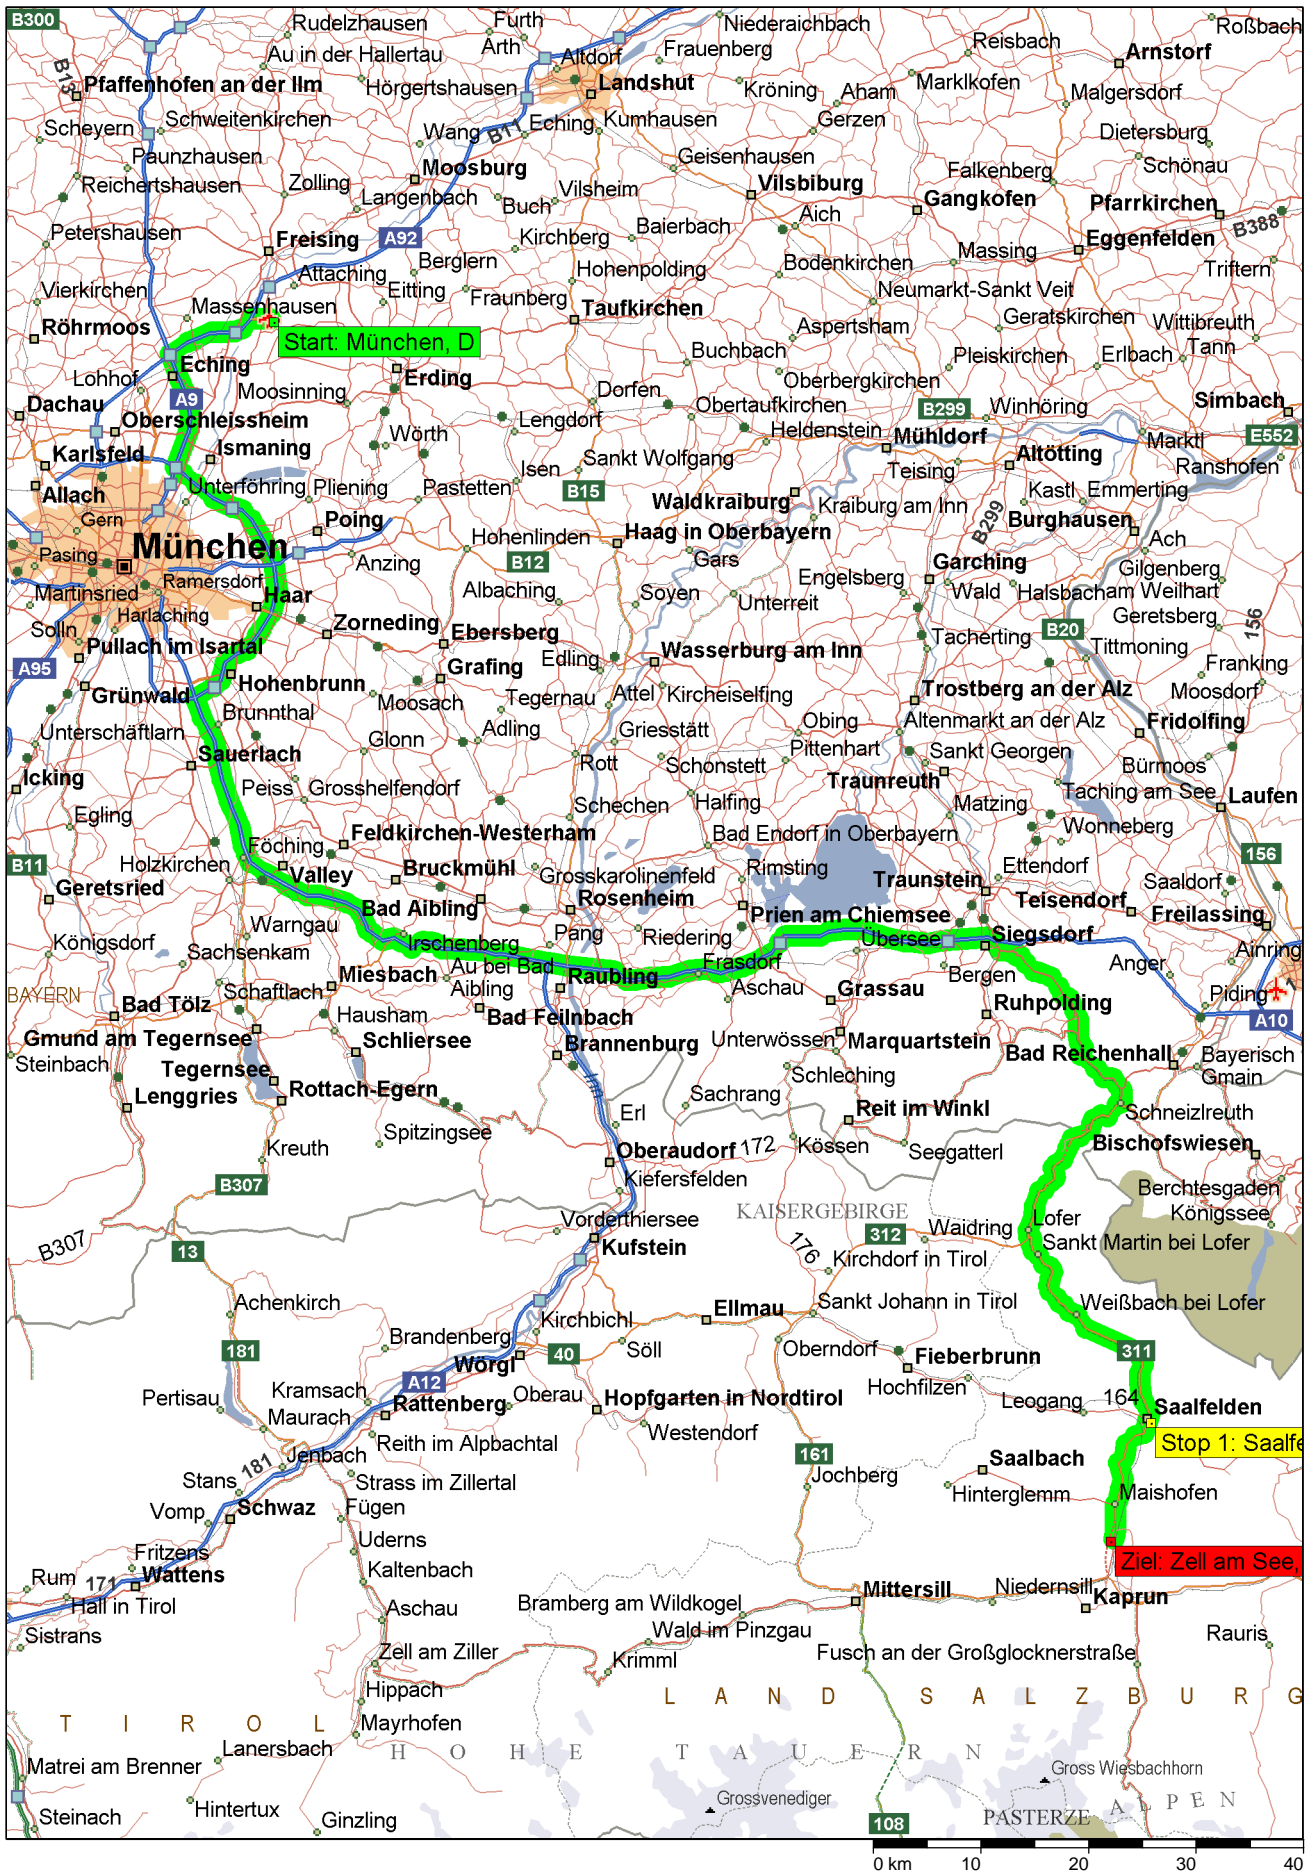 B300
Rudelzhausen
Furth
Niederaichbach
Roßbach
Au in der Hallertau
Arth
Altdorf
Frauenberg
Reisbach
Arnstorf
B13
Pfaffenhofen an der Ilm
Hörgertshausen
Landshut
Kröning
Aham
Marklkofen
Malgersdorf
Scheyern
Schweitenkirchen
Wang
B11
Eching
Kumhausen
Gerzen
Dietersburg
Paunzhausen
Moosburg
Geisenhausen
Falkenberg
Schönau
Reichertshausen
Zolling
Langenbach
Buch
Vilsheim
Vilsbiburg
Gangkofen
Pfarrkirchen
Petershausen
Freising
A92
Kirchberg
Baierbach
Aich
Massing
Eggenfelden
B388
Vierkirchen
Attaching
Berglern
Hohenpolding
Bodenkirchen
Triftern
Massenhausen
Eitting
Fraunberg
Taufkirchen
Neumarkt-Sankt Veit
Röhrmoos
Start: München, D
Aspertsham
Geratskirchen
Wittibreuth
Eching
Buchbach
Pleiskirchen
Erlbach
Tann
Lohhof
Moosinning
Erding
Dorfen
Oberbergkirchen
Dachau
A9
Oberschleissheim
Lengdorf
Obertaufkirchen
B299
Winhöring
Simbach
Karlsfeld
Ismaning
Wörth
Heldenstein
Mühldorf
Marktl
E552
Allach
Isen
Sankt Wolfgang
Teising
Altötting
Ranshofen
Unterföhring
Pliening
Pastetten
B15
Waldkraiburg
Kraiburg am Inn
Kastl
Emmerting
Gern
Poing
Hohenlinden
Haag in Oberbayern
B299
Burghausen
Pasing
München
Anzing
B12
Gars
Garching
Ach
Martinsried
Ramersdorf
Haar
Albaching
Soyen
Engelsberg
Wald
Halsbach
Gilgenberg
am Weilhart
Harlaching
Unterreit
Geretsberg
156
Solln
Zorneding
Ebersberg
Tacherting
B20
Tittmoning
Pullach im Isartal
Edling
Wasserburg am Inn
Franking
A95
Grünwald
Hohenbrunn
Grafing
Tegernau
Attel
Kircheiselfing
Trostberg an der Alz
Moosdorf
Unterschäftlarn
Brunnthal
Moosach
Adling
Griesstätt
Obing
Altenmarkt an der Alz
Fridolfing
Icking
Sauerlach
Glonn
Rott
Schonstett
Pittenhart
Sankt Georgen
Bürmoos
Peiss
Grosshelfendorf
Traunreuth
Taching am See
Laufen
Egling
Schechen
Halfing
Matzing
Wonneberg
B11
Föching
Feldkirchen-Westerham
Bad Endorf in Oberbayern
156
Holzkirchen
Valley
Bruckmühl
Grosskarolinenfeld
Rimsting
Traunstein
Ettendorf
Saaldorf
Geretsried
Bad Aibling
Rosenheim
Prien am Chiemsee
Teisendorf
Freilassing
Königsdorf
Warngau
Irschenberg
Pang
Riedering
Übersee
Siegsdorf
Ainring
Sachsenkam
Miesbach
Au bei Bad
Aibling
Raubling
Frasdorf
Bergen
Anger
BAYERN
Schaftlach
Aschau
Grassau
Ruhpolding
Piding
1
Bad Tölz
Hausham
Bad Feilnbach
A10
Gmund am Tegernsee
Schliersee
Brannenburg
Unterwössen
Marquartstein
Bad Reichenhall
Bayerisch
Gmain
Steinbach
Tegernsee
Inn
Schleching
Lenggries
Rottach-Egern
Sachrang
Reit im Winkl
Schneizlreuth
Spitzingsee
Erl
Kreuth
Oberaudorf
172
Kössen
Seegatterl
Bischofswiesen
B307
Kiefersfelden
Berchtesgaden
KAISERGEBIRGE
Königssee
B307
13
Vorderthiersee
312
Waidring
Lofer
Kufstein
176
Kirchdorf in Tirol
Sankt Martin bei Lofer
Achenkirch
Kirchbichl
Ellmau
Sankt Johann in Tirol
Weißbach bei Lofer
181
Brandenberg
Wörgl
40
Söll
Oberndorf
Fieberbrunn
311
A12
Pertisau
Kramsach
Rattenberg
Oberau
Hopfgarten in Nordtirol
Hochfilzen
Leogang
164
Saalfelden
Maurach
Westendorf
Reith im Alpbachtal
161
Stop 1: Saalfe
Stans
181
Jenbach
Strass im Zillertal
Jochberg
Saalbach
Hinterglemm
Maishofen
Vomp
Schwaz
Fügen
Uderns
Fritzens
Kaltenbach
Ziel: Zell am See,
Rum
171
Wattens
Mittersill
Niedernsill
Kaprun
Hall in Tirol
Aschau
Bramberg am Wildkogel
Sistrans
Wald im Pinzgau
Rauris
Zell am Ziller
Krimml
Fusch an der Großglocknerstraße
Hippach
LAND SALZBURG
TIROL
Mayrhofen
Lanersbach
HOHE TAUERN
Matrei am Brenner
Gross Wiesbachhorn
Hintertux
Grossvenediger
ALPEN
Steinach
Ginzling
108
PASTERZE
0 km 10 20 30 40